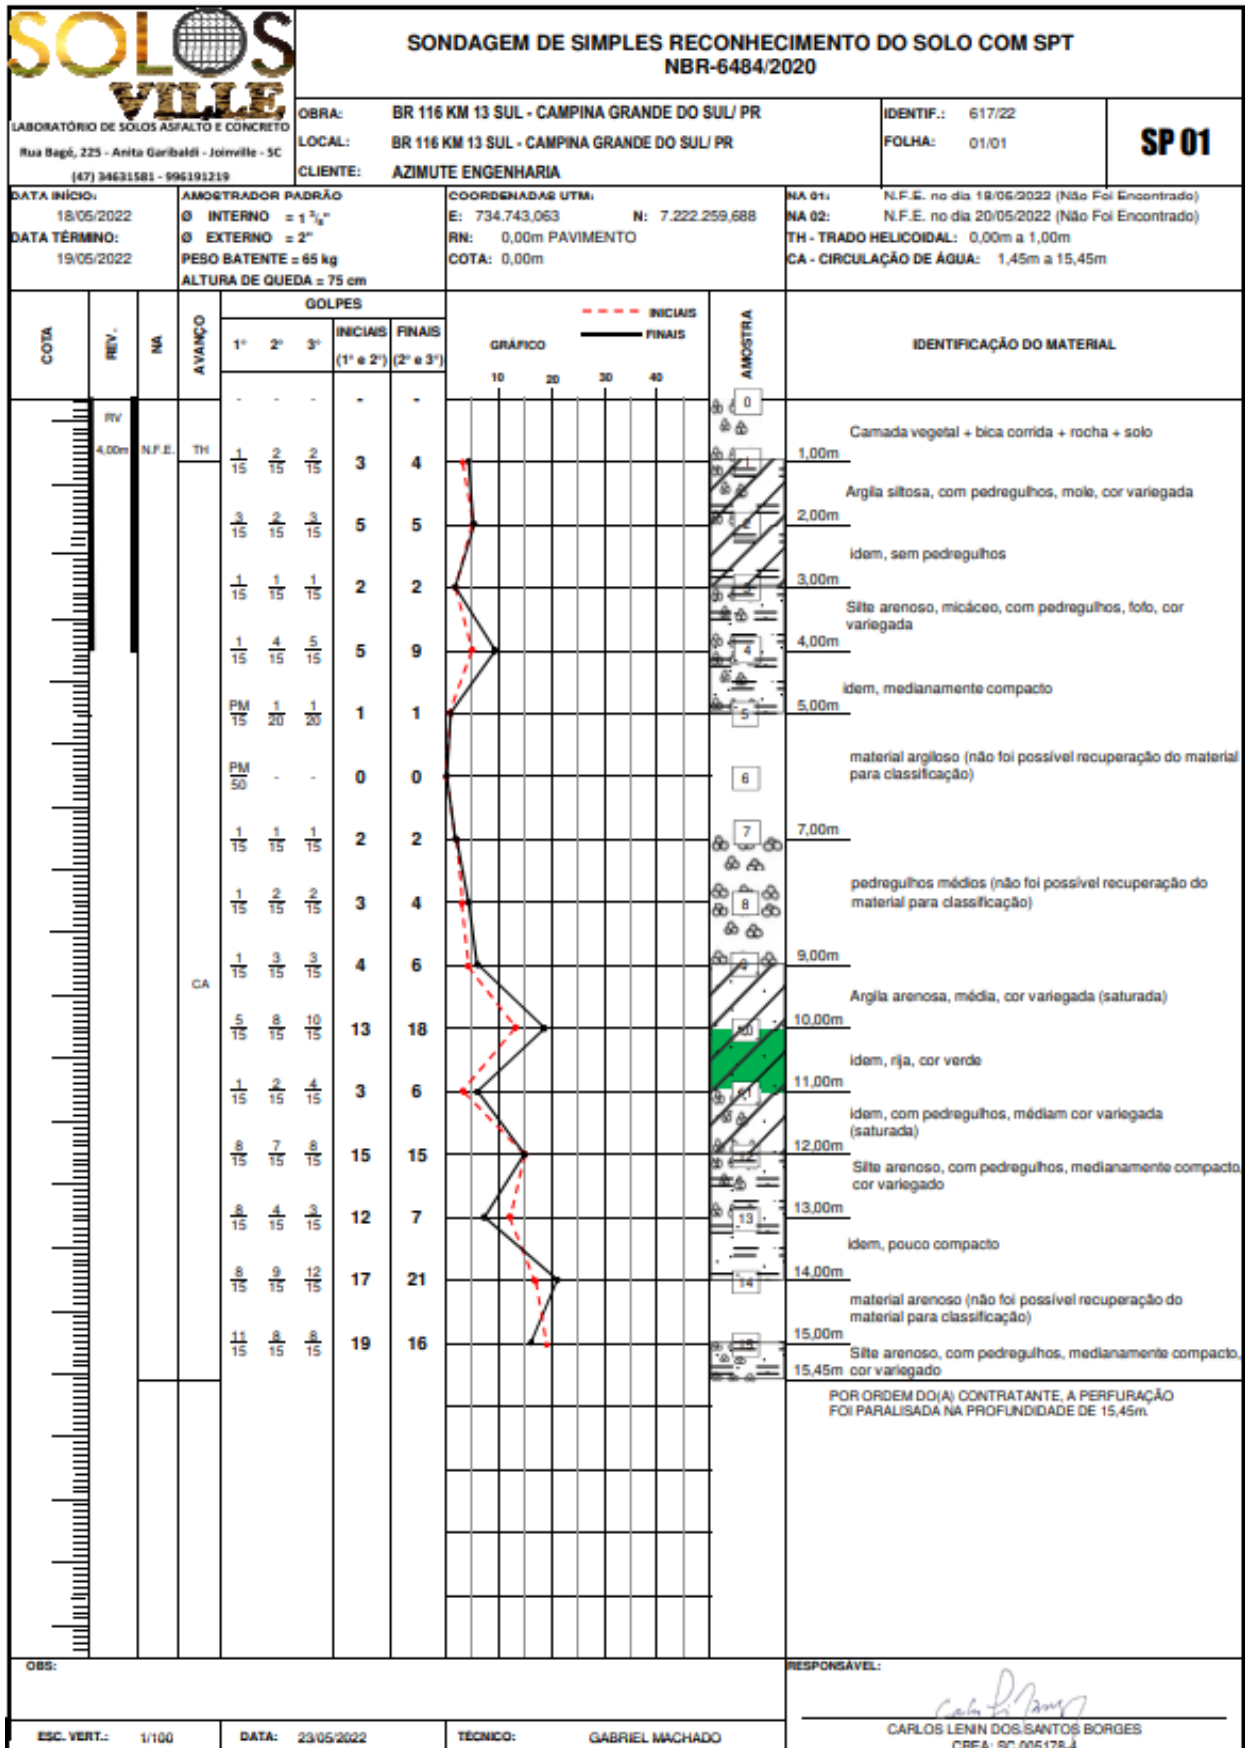 SOLOS
VILLE
LABORATÓRIO DE SOLOS ASFALTO E CONCRETO
Rua Bagé, 225 - Anita Garibaldi - Joinville - SC
(47) 34631581 - 996191219
SONDAGEM DE SIMPLES RECONHECIMENTO DO SOLO COM SPT
NBR-6484/2020
OBRA: BR 116 KM 13 SUL - CAMPINA GRANDE DO SUL/ PR
LOCAL: BR 116 KM 13 SUL - CAMPINA GRANDE DO SUL/ PR
CLIENTE: AZIMUTE ENGENHARIA
IDENTIF.: 617/22
FOLHA: 01/01
SP 01
DATA INÍCIO:
18/05/2022
DATA TÉRMINO:
19/05/2022
AMOSTRADOR PADRÃO
Ø INTERNO = 1 3/8"
Ø EXTERNO = 2"
PESO BATENTE = 65 kg
ALTURA DE QUEDA = 75 cm
COORDENADAS UTM:
E: 734.743,063 N: 7.222.259,688
RN: 0,00m PAVIMENTO
COTA: 0,00m
NA 01: N.F.E. no dia 18/05/2022 (Não Foi Encontrado)
NA 02: N.F.E. no dia 20/05/2022 (Não Foi Encontrado)
TH - TRADO HELICOIDAL: 0,00m a 1,00m
CA - CIRCULAÇÃO DE ÁGUA: 1,45m a 15,45m
COTA
REV.
NA
AVANÇO
GOLPES
1° 2° 3°
INICIAIS FINAIS
(1° e 2°) (2° e 3°)
GRÁFICO
INICIAIS
FINAIS
10 20 30 40
AMOSTRA
IDENTIFICAÇÃO DO MATERIAL
- - - - -
0
RV
4,00m N.F.E. TH
Camada vegetal + bica corrida + rocha + solo
1/15 2/15 2/15 3 4
1
1,00m
Argila siltosa, com pedregulhos, mole, cor variegada
3/15 2/15 3/15 5 5
2
2,00m
idem, sem pedregulhos
1/15 1/15 1/15 2 2
3
3,00m
Silte arenoso, micáceo, com pedregulhos, fofo, cor
variegada
1/15 4/15 5/15 5 9
4
4,00m
idem, medianamente compacto
PM/15 1/20 1/20 1 1
5
5,00m
material argiloso (não foi possível recuperação do material
para classificação)
PM/50 - - 0 0
6
1/15 1/15 1/15 2 2
7
7,00m
pedregulhos médios (não foi possível recuperação do
material para classificação)
1/15 2/15 2/15 3 4
8
1/15 3/15 3/15 4 6
9
9,00m
CA
Argila arenosa, média, cor variegada (saturada)
5/15 8/15 10/15 13 18
10
10,00m
idem, rija, cor verde
1/15 2/15 4/15 3 6
11
11,00m
idem, com pedregulhos, médiam cor variegada
(saturada)
8/15 7/15 8/15 15 15
12
12,00m
Silte arenoso, com pedregulhos, medianamente compacto,
cor variegado
8/15 4/15 3/15 12 7
13
13,00m
idem, pouco compacto
8/15 9/15 12/15 17 21
14
14,00m
material arenoso (não foi possível recuperação do
material para classificação)
11/15 8/15 8/15 19 16
15
15,00m
Silte arenoso, com pedregulhos, medianamente compacto,
15,45m cor variegado
POR ORDEM DO(A) CONTRATANTE, A PERFURAÇÃO
FOI PARALISADA NA PROFUNDIDADE DE 15,45m.
OBS:
RESPONSÁVEL:
CARLOS LENIN DOS SANTOS BORGES
CREA: SC 005178-4
ESC. VERT.: 1/100
DATA: 23/05/2022
TÉCNICO: GABRIEL MACHADO